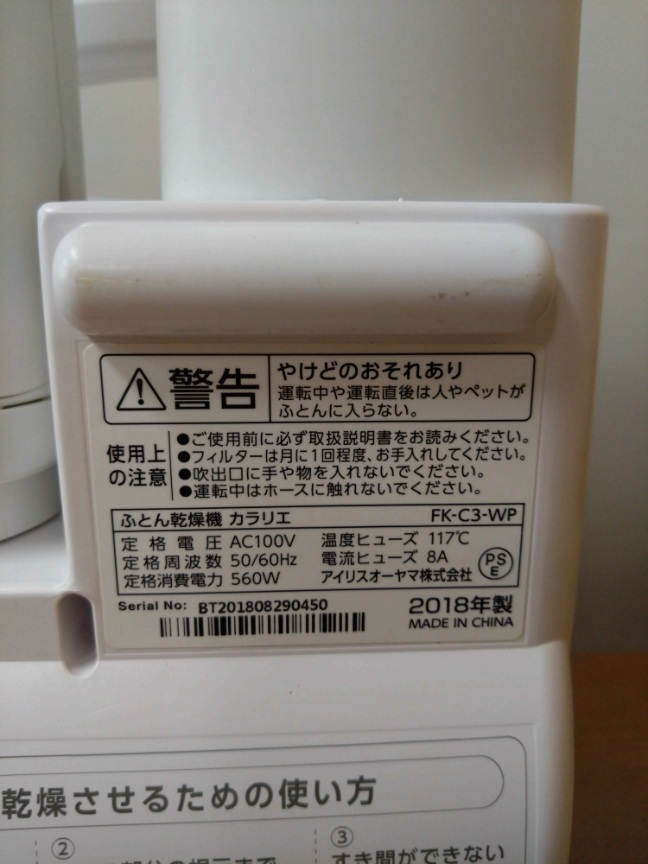 警告
やけどのおそれあり
運転中や運転直後は人やペットが
ふとんに入らない。
使用上
の注意
●ご使用前に必ず取扱説明書をお読みください。
●フィルターは月に1回程度、お手入れしてください。
●吹出口に手や物を入れないでください。
●運転中はホースに触れないでください。
ふとん乾燥機 カラリエ FK-C3-WP
定格電圧 AC100V 温度ヒューズ 117℃
定格周波数 50/60Hz 電流ヒューズ 8A
定格消費電力 560W アイリスオーヤマ株式会社
PS
E
Serial No: BT201808290450
2018年製
MADE IN CHINA
乾燥させるための使い方
②
③
すき間ができない